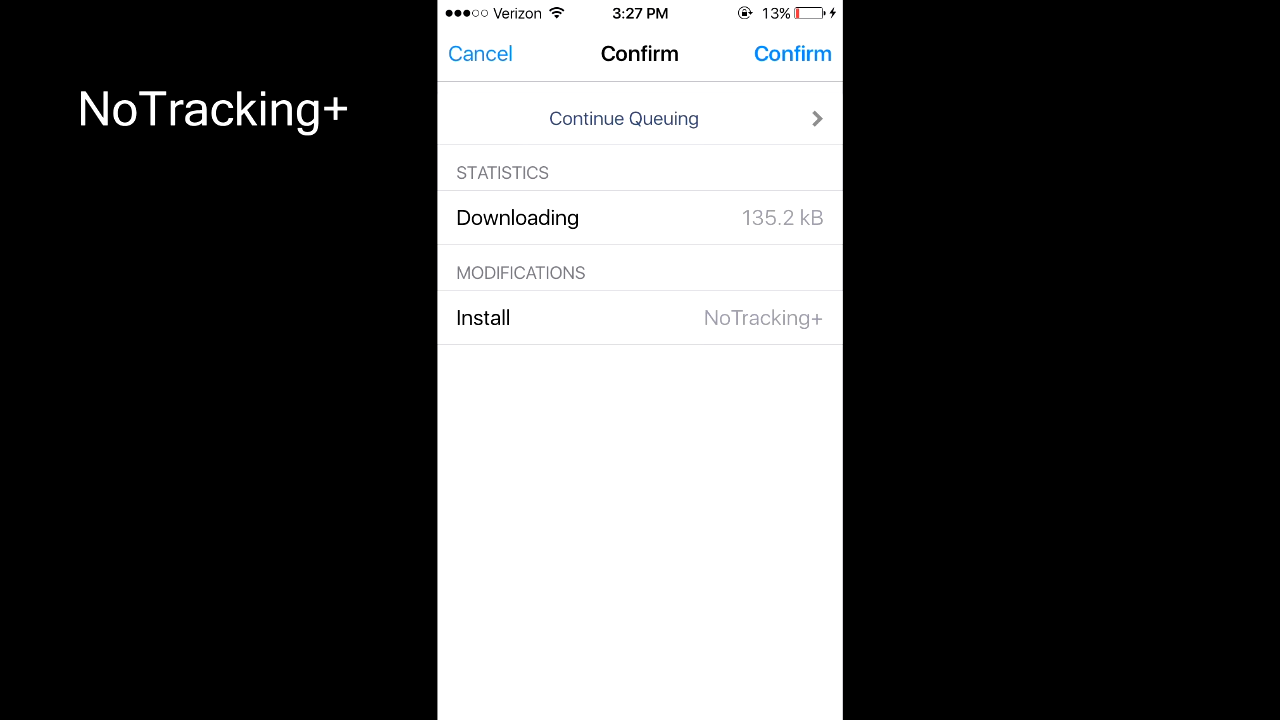 NoTracking+
Verizon 3:27 PM 13%
Cancel Confirm Confirm
Continue Queuing
STATISTICS
Downloading 135.2 kB
MODIFICATIONS
Install NoTracking+